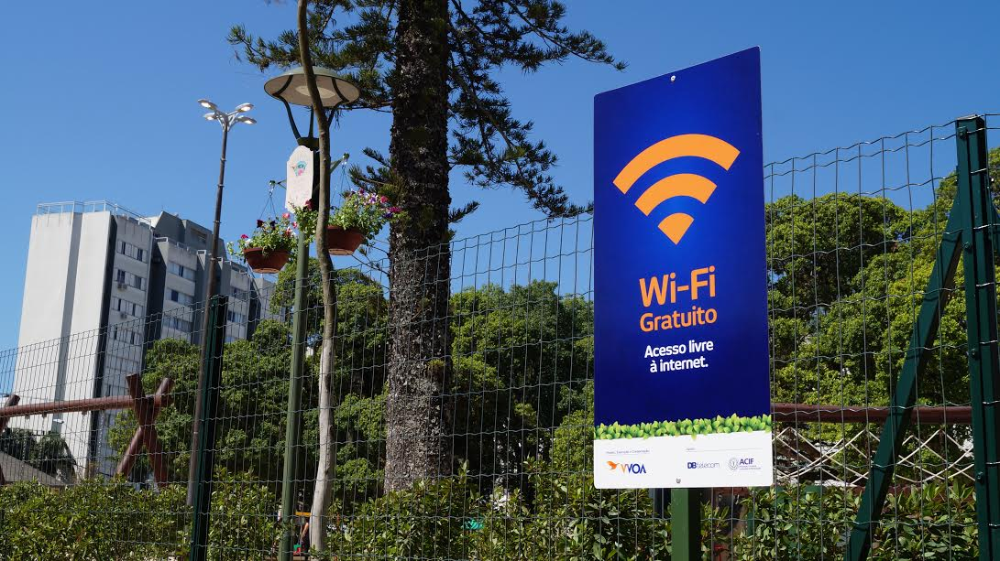 Wi-Fi
Gratuito
Acesso livre
à internet.
VVOA
DBtelecom
ACIF